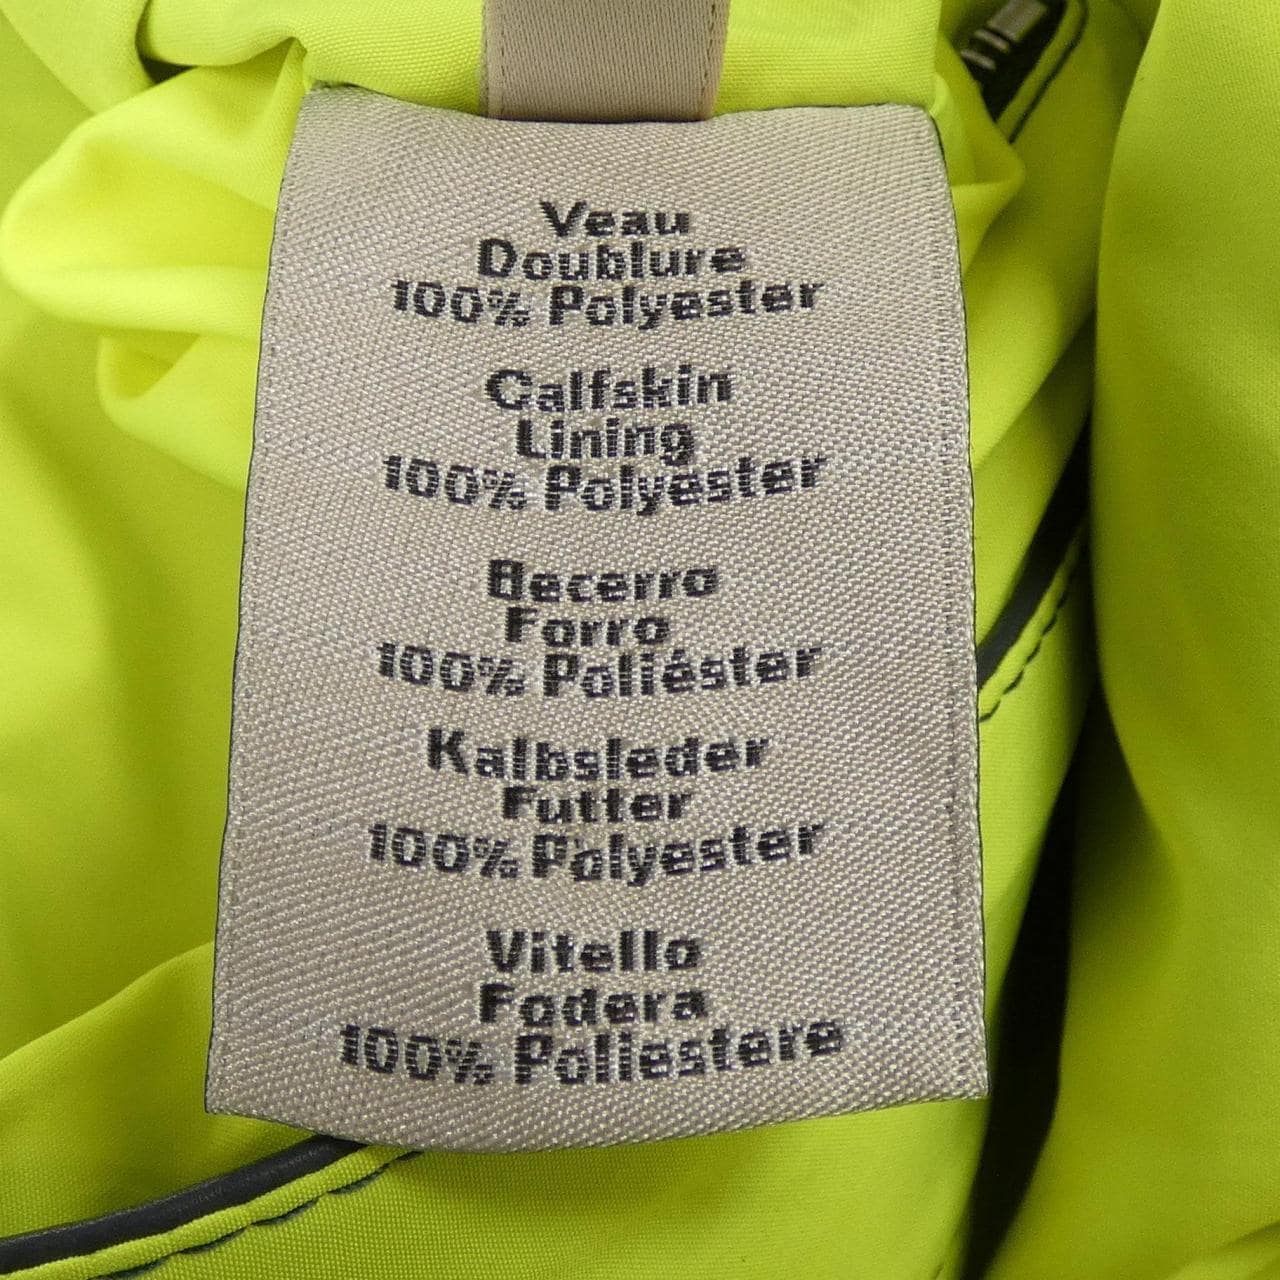 Veau
Doublure
100% Polyester
Calfskin
Lining
100% Polyester
Becerro
Forro
100% Poliéster
Kalbsleder
Futter
100% Polyester
Vitello
Fodera
100% Poliestere